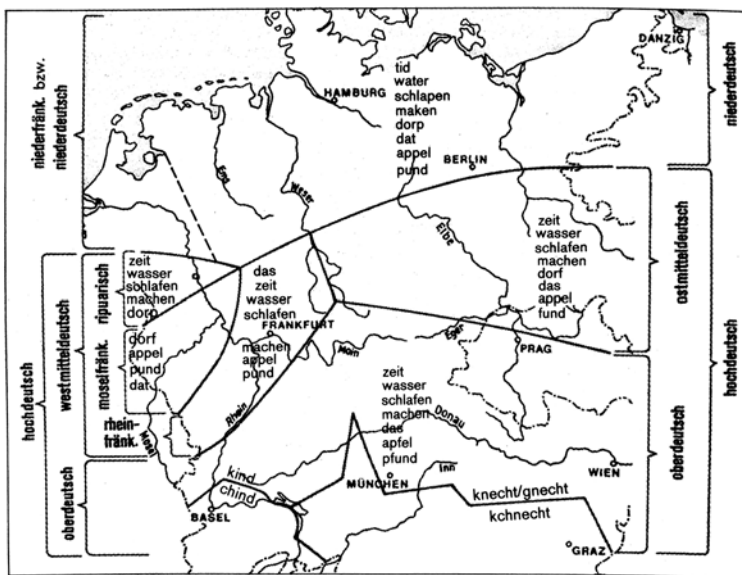 niederfränk. bzw.
niederdeutsch
hochdeutsch
westmitteldeutsch
oberdeutsch
ripuarisch
moselfränk.
rhein-
fränk.
DANZIG
HAMBURG
tid
water
schlapen
maken
dorp
dat
appel
pund
BERLIN
Ems
Weser
Elbe
zeit
wasser
schlafen
machen
dorp
dorf
appel
pund
dat
das
zeit
wasser
schlafen
FRANKFURT
machen
appel
pund
Main
Rhein
Mosel
zeit
wasser
schlafen
machen
dorf
das
appel
fund
Eger
PRAG
zeit
wasser
schlafen
machen
das
apfel
pfund
Donau
Inn
MÜNCHEN
WIEN
kind
chind
BASEL
knecht/gnecht
kchnecht
GRAZ
niederdeutsch
ostmitteldeutsch
hochdeutsch
oberdeutsch